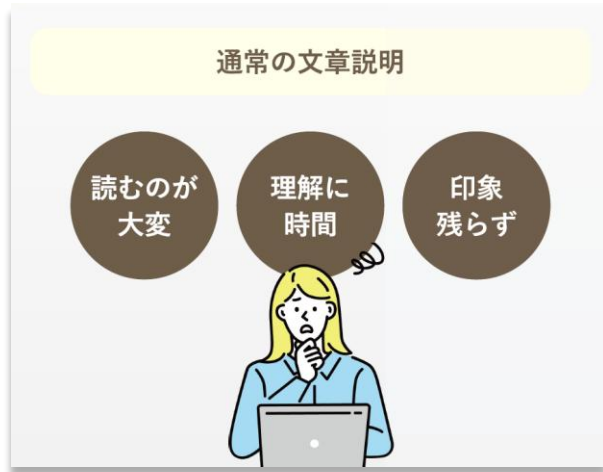 通常の文章説明
読むのが
大変
理解に
時間
印象
残らず